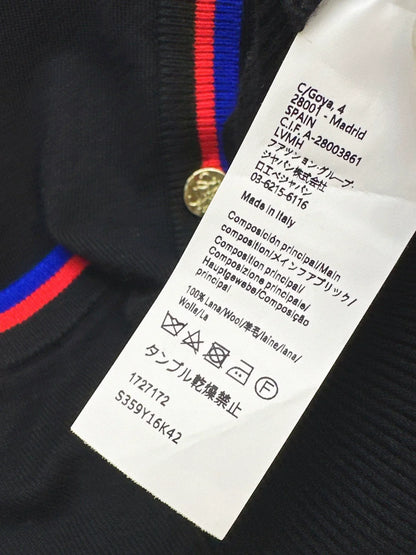 C/Goya, 4
28001 - Madrid
SPAIN
C.I.F. A-28003861
LVMH
ファッション グループ・
ジャパン株式会社
ロエベジャパン
03-6215-6116
Made in Italy
Composición principal/Main
composition/メインファブリック/
Composizione principale/
Hauptgewebe/Composição
principal/
100% Lana/Wool/羊毛/laine/lana/
Wolle/Lã
F
タンブル乾燥禁止
1727172
S359Y16K42